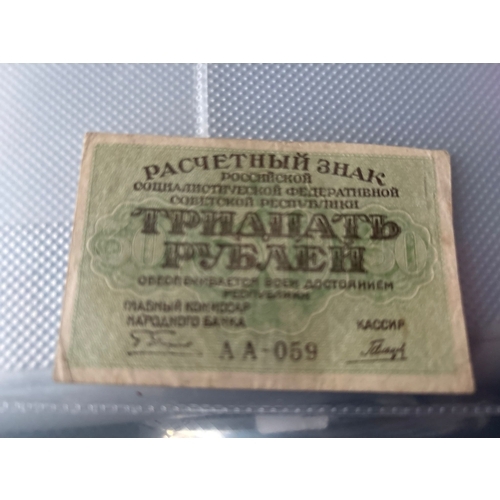 РАСЧЕТНЫЙ ЗНАК
РОССИЙСКОЙ
СОЦИАЛИСТИЧЕСКОЙ ФЕДЕРАТИВНОЙ
СОВЕТСКОЙ РЕСПУБЛИКИ
ТРИДЦАТЬ
РУБЛЕЙ
ОБЕСПЕЧИВАЕТСЯ ВСЕМ ДОСТОЯНИЕМ
РЕСПУБЛИКИ
ГЛАВНЫЙ КОМИССАР
НАРОДНОГО БАНКА
КАССИР
АА-059